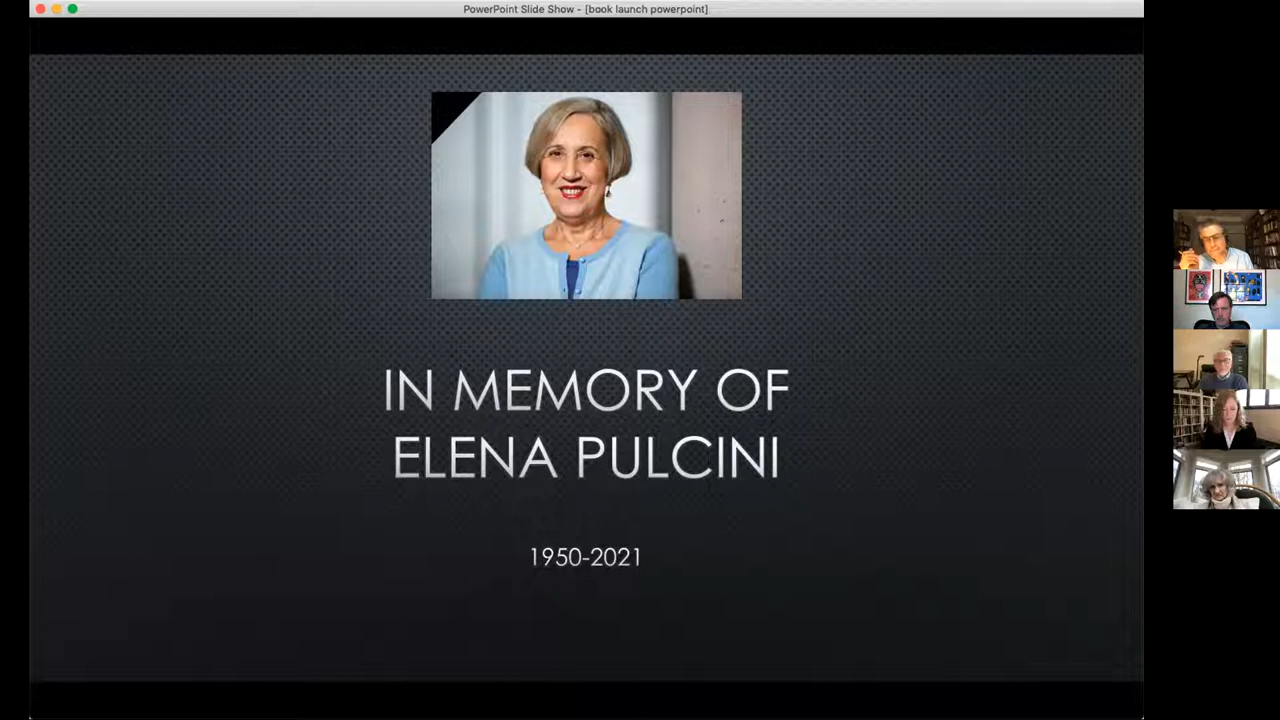 PowerPoint Slide Show - [book launch powerpoint]
IN MEMORY OF
ELENA PULCINI
1950-2021